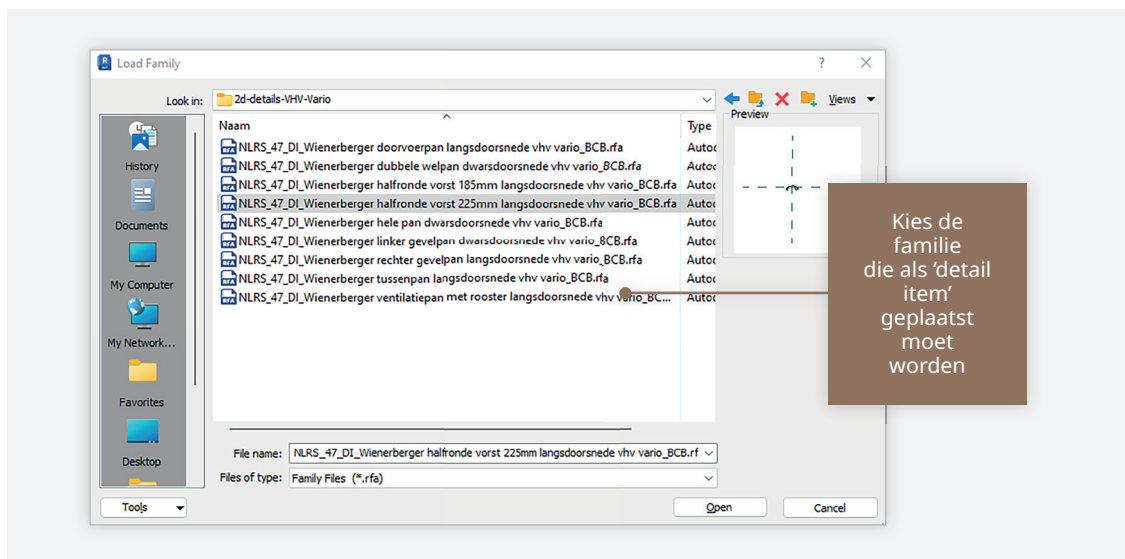 Load Family
Look in:
2d-details-VHV-Vario
Views
Preview
Naam
Type
NLRS_47_DI_Wienerberger doorvoerpan langsdoorsnede vhv vario_BCB.rfa
Autoc
NLRS_47_DI_Wienerberger dubbele welpan dwarsdoorsnede vhv vario_BCB.rfa
Autoc
NLRS_47_DI_Wienerberger halfronde vorst 185mm langsdoorsnede vhv vario_BCB.rfa
Autoc
NLRS_47_DI_Wienerberger halfronde vorst 225mm langsdoorsnede vhv vario_BCB.rfa
Autoc
NLRS_47_DI_Wienerberger hele pan dwarsdoorsnede vhv vario_BCB.rfa
Autoc
NLRS_47_DI_Wienerberger linker gevelpan dwarsdoorsnede vhv vario_8CB.rfa
Autoc
NLRS_47_DI_Wienerberger rechter gevelpan langsdoorsnede vhv vario_BCB.rfa
Autoc
NLRS_47_DI_Wienerberger tussenpan langsdoorsnede vhv vario_BCB.rfa
Autoc
NLRS_47_DI_Wienerberger ventilatiepan met rooster langsdoorsnede vhv vario_BC...
Autoc
History
Documents
My Computer
My Network...
Favorites
Desktop
Kies de
familie
die als ‘detail
item’
geplaatst
moet
worden
File name:
NLRS_47_DI_Wienerberger halfronde vorst 225mm langsdoorsnede vhv vario_BCB.rf
Files of type:
Family Files (*.rfa)
Tools
Open
Cancel